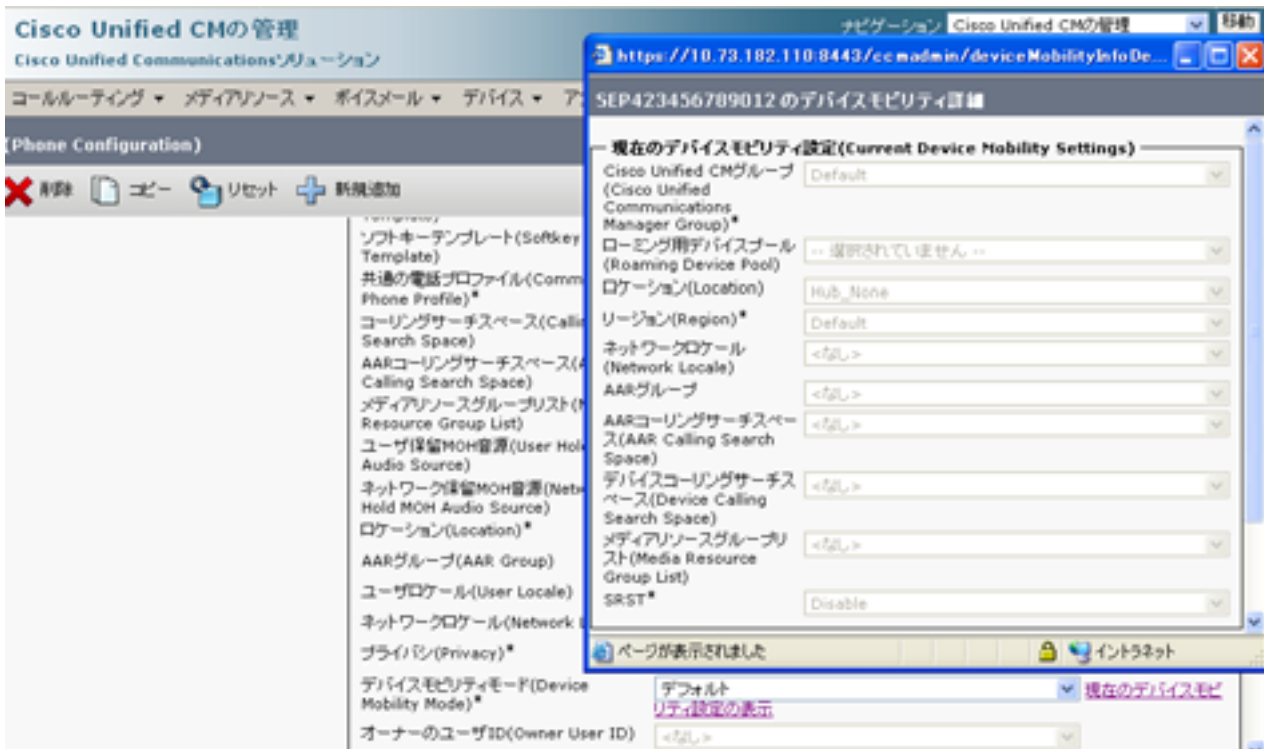 Cisco Unified CMの管理
Cisco Unified Communicationsソリューション
ナビゲーション Cisco Unified CMの管理 移動
コールルーティング メディアリソース ボイスメール デバイス
(Phone Configuration)
削除 コピー リセット 新規追加
Template)
ソフトキーテンプレート(Softkey
Template)
共通の電話プロファイル(Comm
Phone Profile)*
コーリングサーチスペース(Callin
Search Space)
AARコーリングサーチスペース(A
Calling Search Space)
メディアリソースグループリスト(M
Resource Group List)
ユーザ保留MOH音源(User Hol
Audio Source)
ネットワーク保留MOH音源(Netw
Hold MOH Audio Source)
ロケーション(Location)*
AARグループ(AAR Group)
ユーザロケール(User Locale)
ネットワークロケール(Network L
プライバシ(Privacy)*
デバイスモビリティモード(Device
Mobility Mode)*
デフォルト
現在のデバイスモビ
リティ設定の表示
オーナーのユーザID(Owner User ID)
<なし>
https://10.73.182.110:8443/ccmadmin/deviceMobilityInfoDe...
SEP423456789012 のデバイスモビリティ詳細
現在のデバイスモビリティ設定(Current Device Mobility Settings)
Cisco Unified CMグループ
(Cisco Unified
Communications
Manager Group)*
Default
ローミング用デバイスプール
(Roaming Device Pool)
-- 選択されていません --
ロケーション(Location)
Hub_None
リージョン(Region)*
Default
ネットワークロケール
(Network Locale)
<なし>
AARグループ
<なし>
AARコーリングサーチスペー
ス(AAR Calling Search
Space)
<なし>
デバイスコーリングサーチス
ペース(Device Calling
Search Space)
<なし>
メディアリソースグループリ
スト(Media Resource
Group List)
<なし>
SRST*
Disable
ページが表示されました
イントラネット